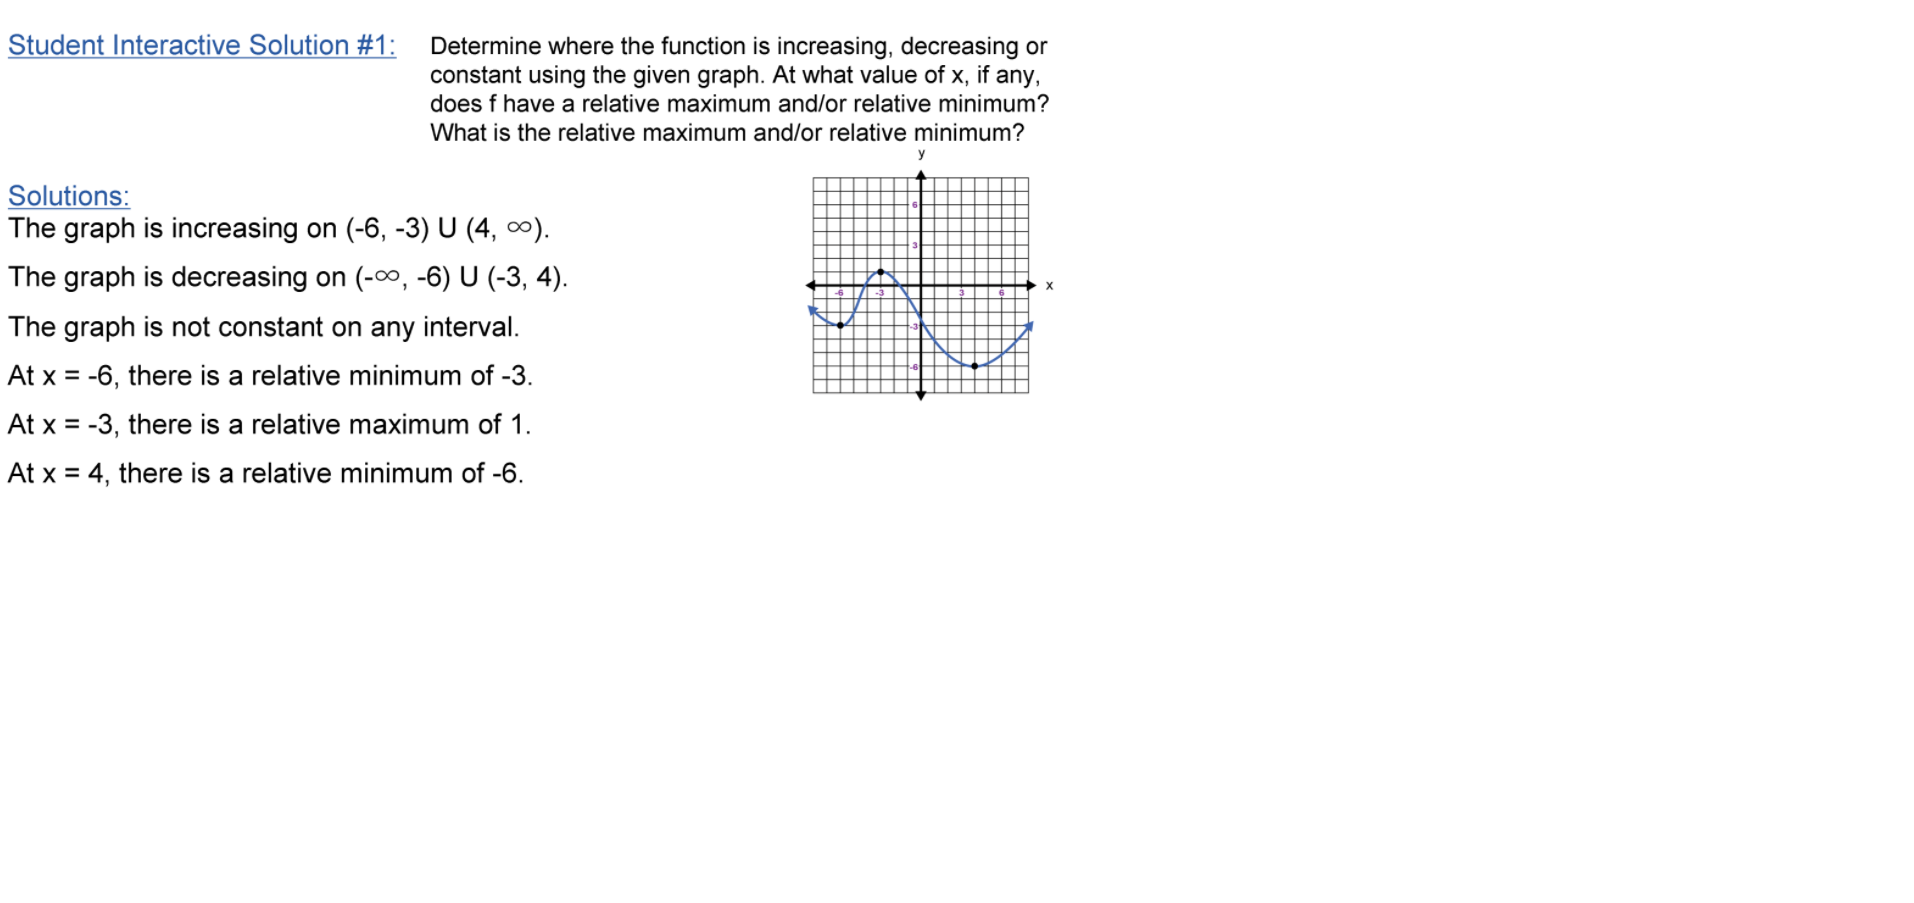 Student Interactive Solution #1:
Determine where the function is increasing, decreasing or
constant using the given graph. At what value of x, if any,
does f have a relative maximum and/or relative minimum?
What is the relative maximum and/or relative minimum?
Solutions:
The graph is increasing on (-6, -3) U (4, ∞).
The graph is decreasing on (-∞, -6) U (-3, 4).
The graph is not constant on any interval.
At x = -6, there is a relative minimum of -3.
At x = -3, there is a relative maximum of 1.
At x = 4, there is a relative minimum of -6.
y
6
3
x
-6 -3 3 6
-3
-6